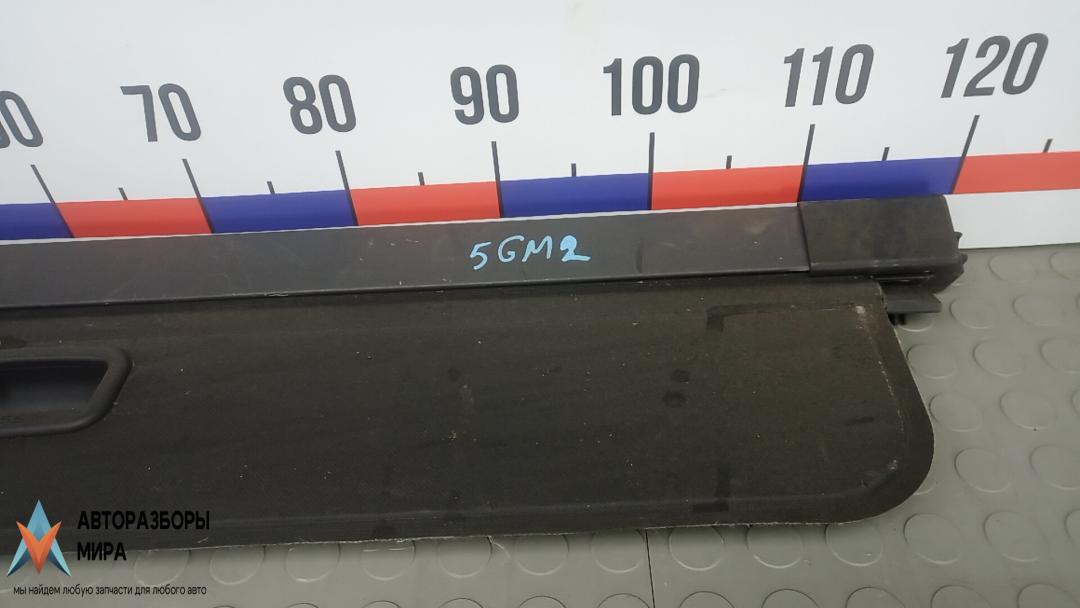 70 80 90 100 110 120
5GM2
АВТОРАЗБОРЫ
МИРА
мы найдем любую запчасти для любого авто